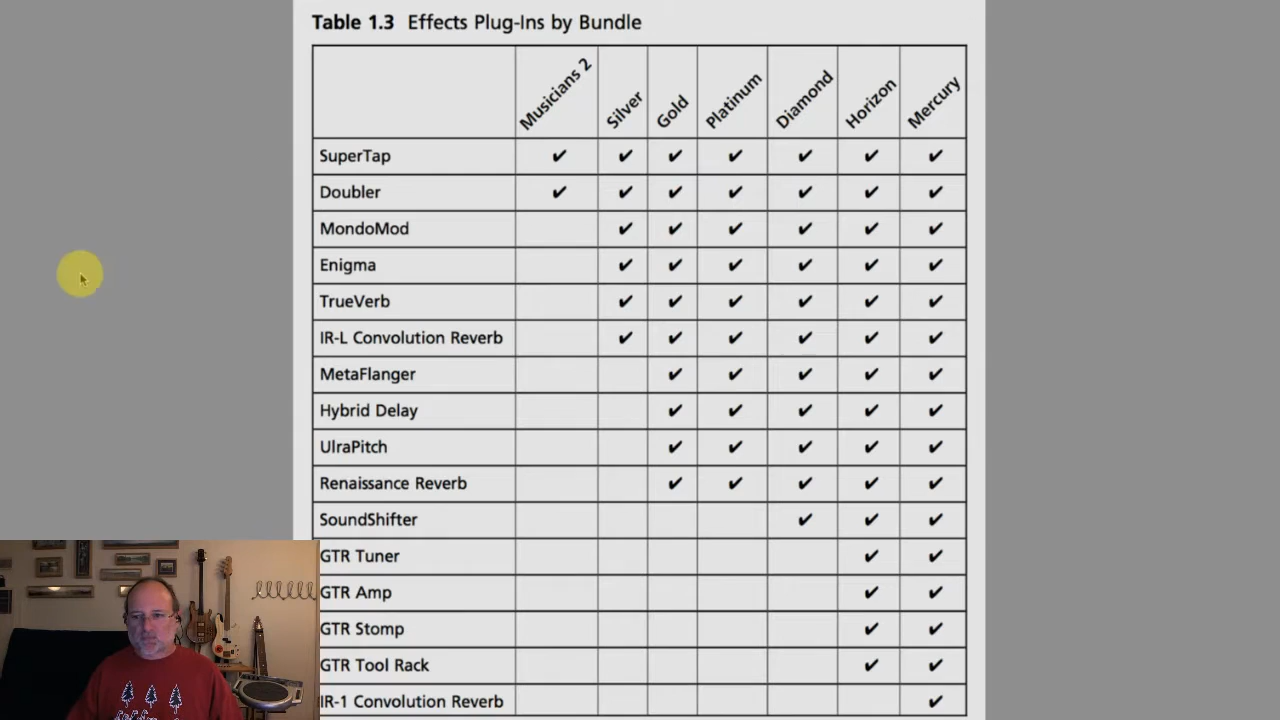 Table 1.3 Effects Plug-Ins by Bundle
Musicians 2 Silver Gold Platinum Diamond Horizon Mercury
SuperTap ✔ ✔ ✔ ✔ ✔ ✔ ✔
Doubler ✔ ✔ ✔ ✔ ✔ ✔ ✔
MondoMod ✔ ✔ ✔ ✔ ✔ ✔
Enigma ✔ ✔ ✔ ✔ ✔ ✔
TrueVerb ✔ ✔ ✔ ✔ ✔ ✔
IR-L Convolution Reverb ✔ ✔ ✔ ✔ ✔ ✔
MetaFlanger ✔ ✔ ✔ ✔ ✔
Hybrid Delay ✔ ✔ ✔ ✔ ✔
UlraPitch ✔ ✔ ✔ ✔ ✔
Renaissance Reverb ✔ ✔ ✔ ✔ ✔
SoundShifter ✔ ✔ ✔
GTR Tuner ✔ ✔
GTR Amp ✔ ✔
GTR Stomp ✔ ✔
GTR Tool Rack ✔ ✔
IR-1 Convolution Reverb ✔